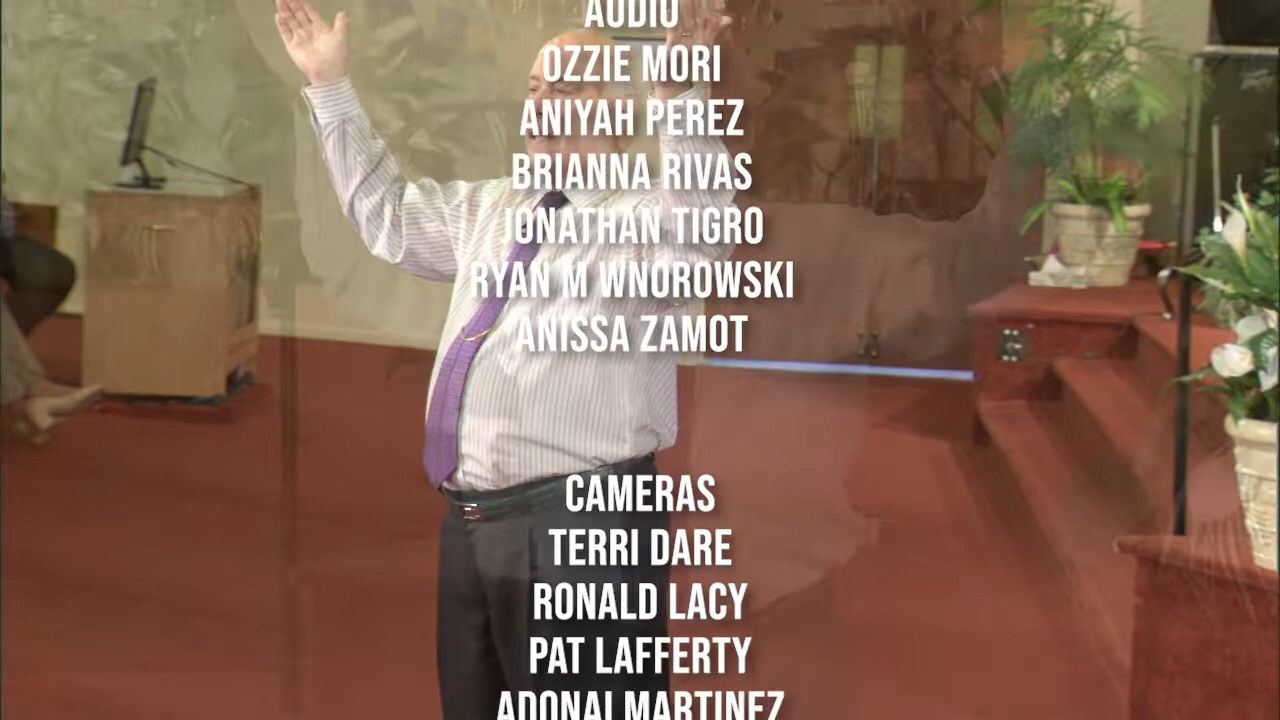 AUDIO
OZZIE MORI
ANIYAH PEREZ
BRIANNA RIVAS
JONATHAN TIGRO
RYAN M WNOROWSKI
ANISSA ZAMOT
CAMERAS
TERRI DARE
RONALD LACY
PAT LAFFERTY
ADONAI MARTINEZ